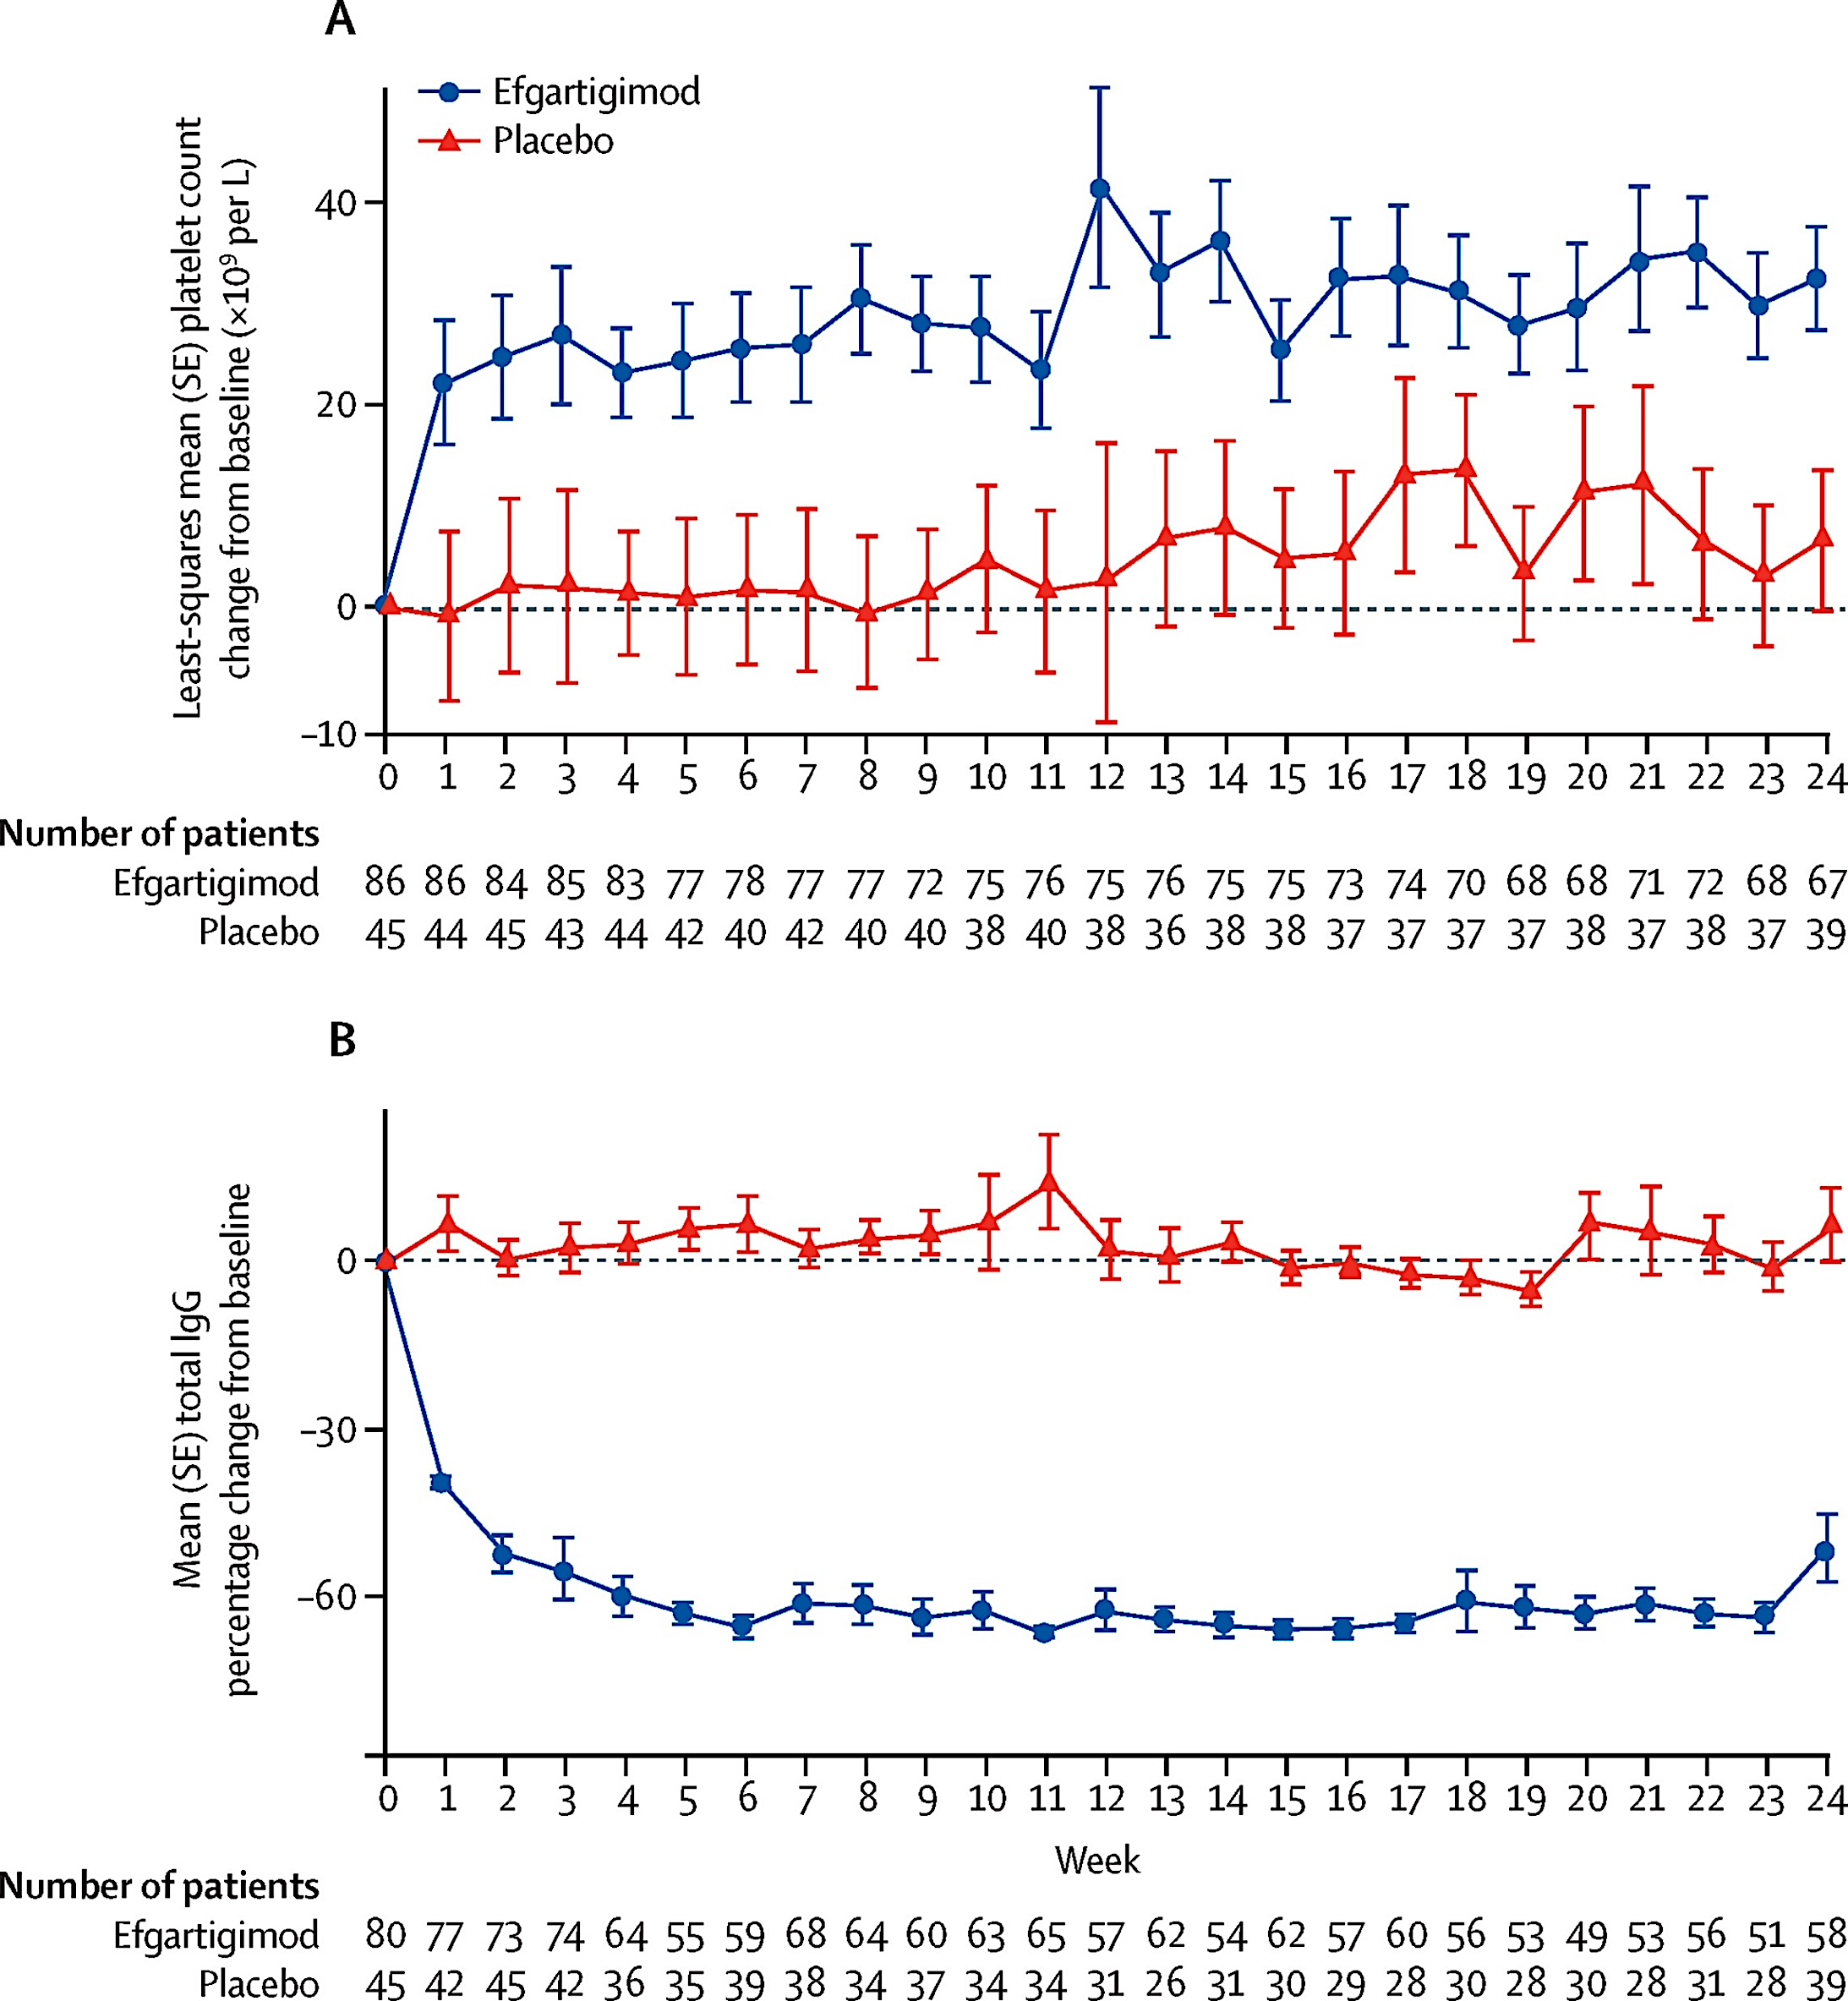 A
Efgartigimod
Placebo
Least-squares mean (SE) platelet count
change from baseline (×10⁹ per L)
40
20
0
–10
0 1 2 3 4 5 6 7 8 9 10 11 12 13 14 15 16 17 18 19 20 21 22 23 24
Number of patients
Efgartigimod 86 86 84 85 83 77 78 77 77 72 75 76 75 76 75 75 73 74 70 68 68 71 72 68 67
Placebo 45 44 45 43 44 42 40 42 40 40 38 40 38 36 38 38 37 37 37 37 38 37 38 37 39
B
Mean (SE) total IgG
percentage change from baseline
0
–30
–60
0 1 2 3 4 5 6 7 8 9 10 11 12 13 14 15 16 17 18 19 20 21 22 23 24
Week
Number of patients
Efgartigimod 80 77 73 74 64 55 59 68 64 60 63 65 57 62 54 62 57 60 56 53 49 53 56 51 58
Placebo 45 42 45 42 36 35 39 38 34 37 34 34 31 26 31 30 29 28 30 28 30 28 31 28 39